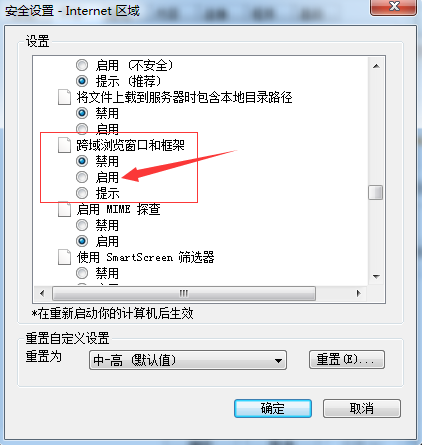 安全设置 - Internet 区域
设置
启用 (不安全)
提示 (推荐)
将文件上载到服务器时包含本地目录路径
禁用
启用
跨域浏览窗口和框架
禁用
启用
提示
启用 MIME 探查
禁用
启用
使用 SmartScreen 筛选器
禁用
*在重新启动你的计算机后生效
重置自定义设置
重置为
中-高 (默认值)
重置(E)...
确定
取消